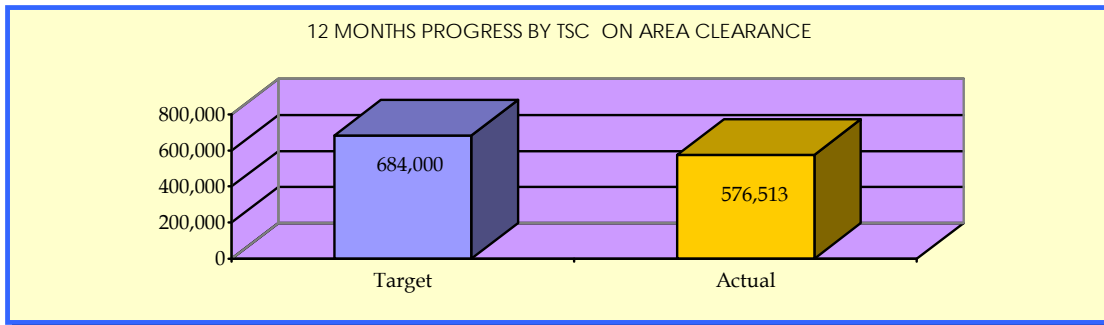 12 MONTHS PROGRESS BY TSC ON AREA CLEARANCE
800,000
600,000
400,000
200,000
0
684,000
576,513
Target
Actual